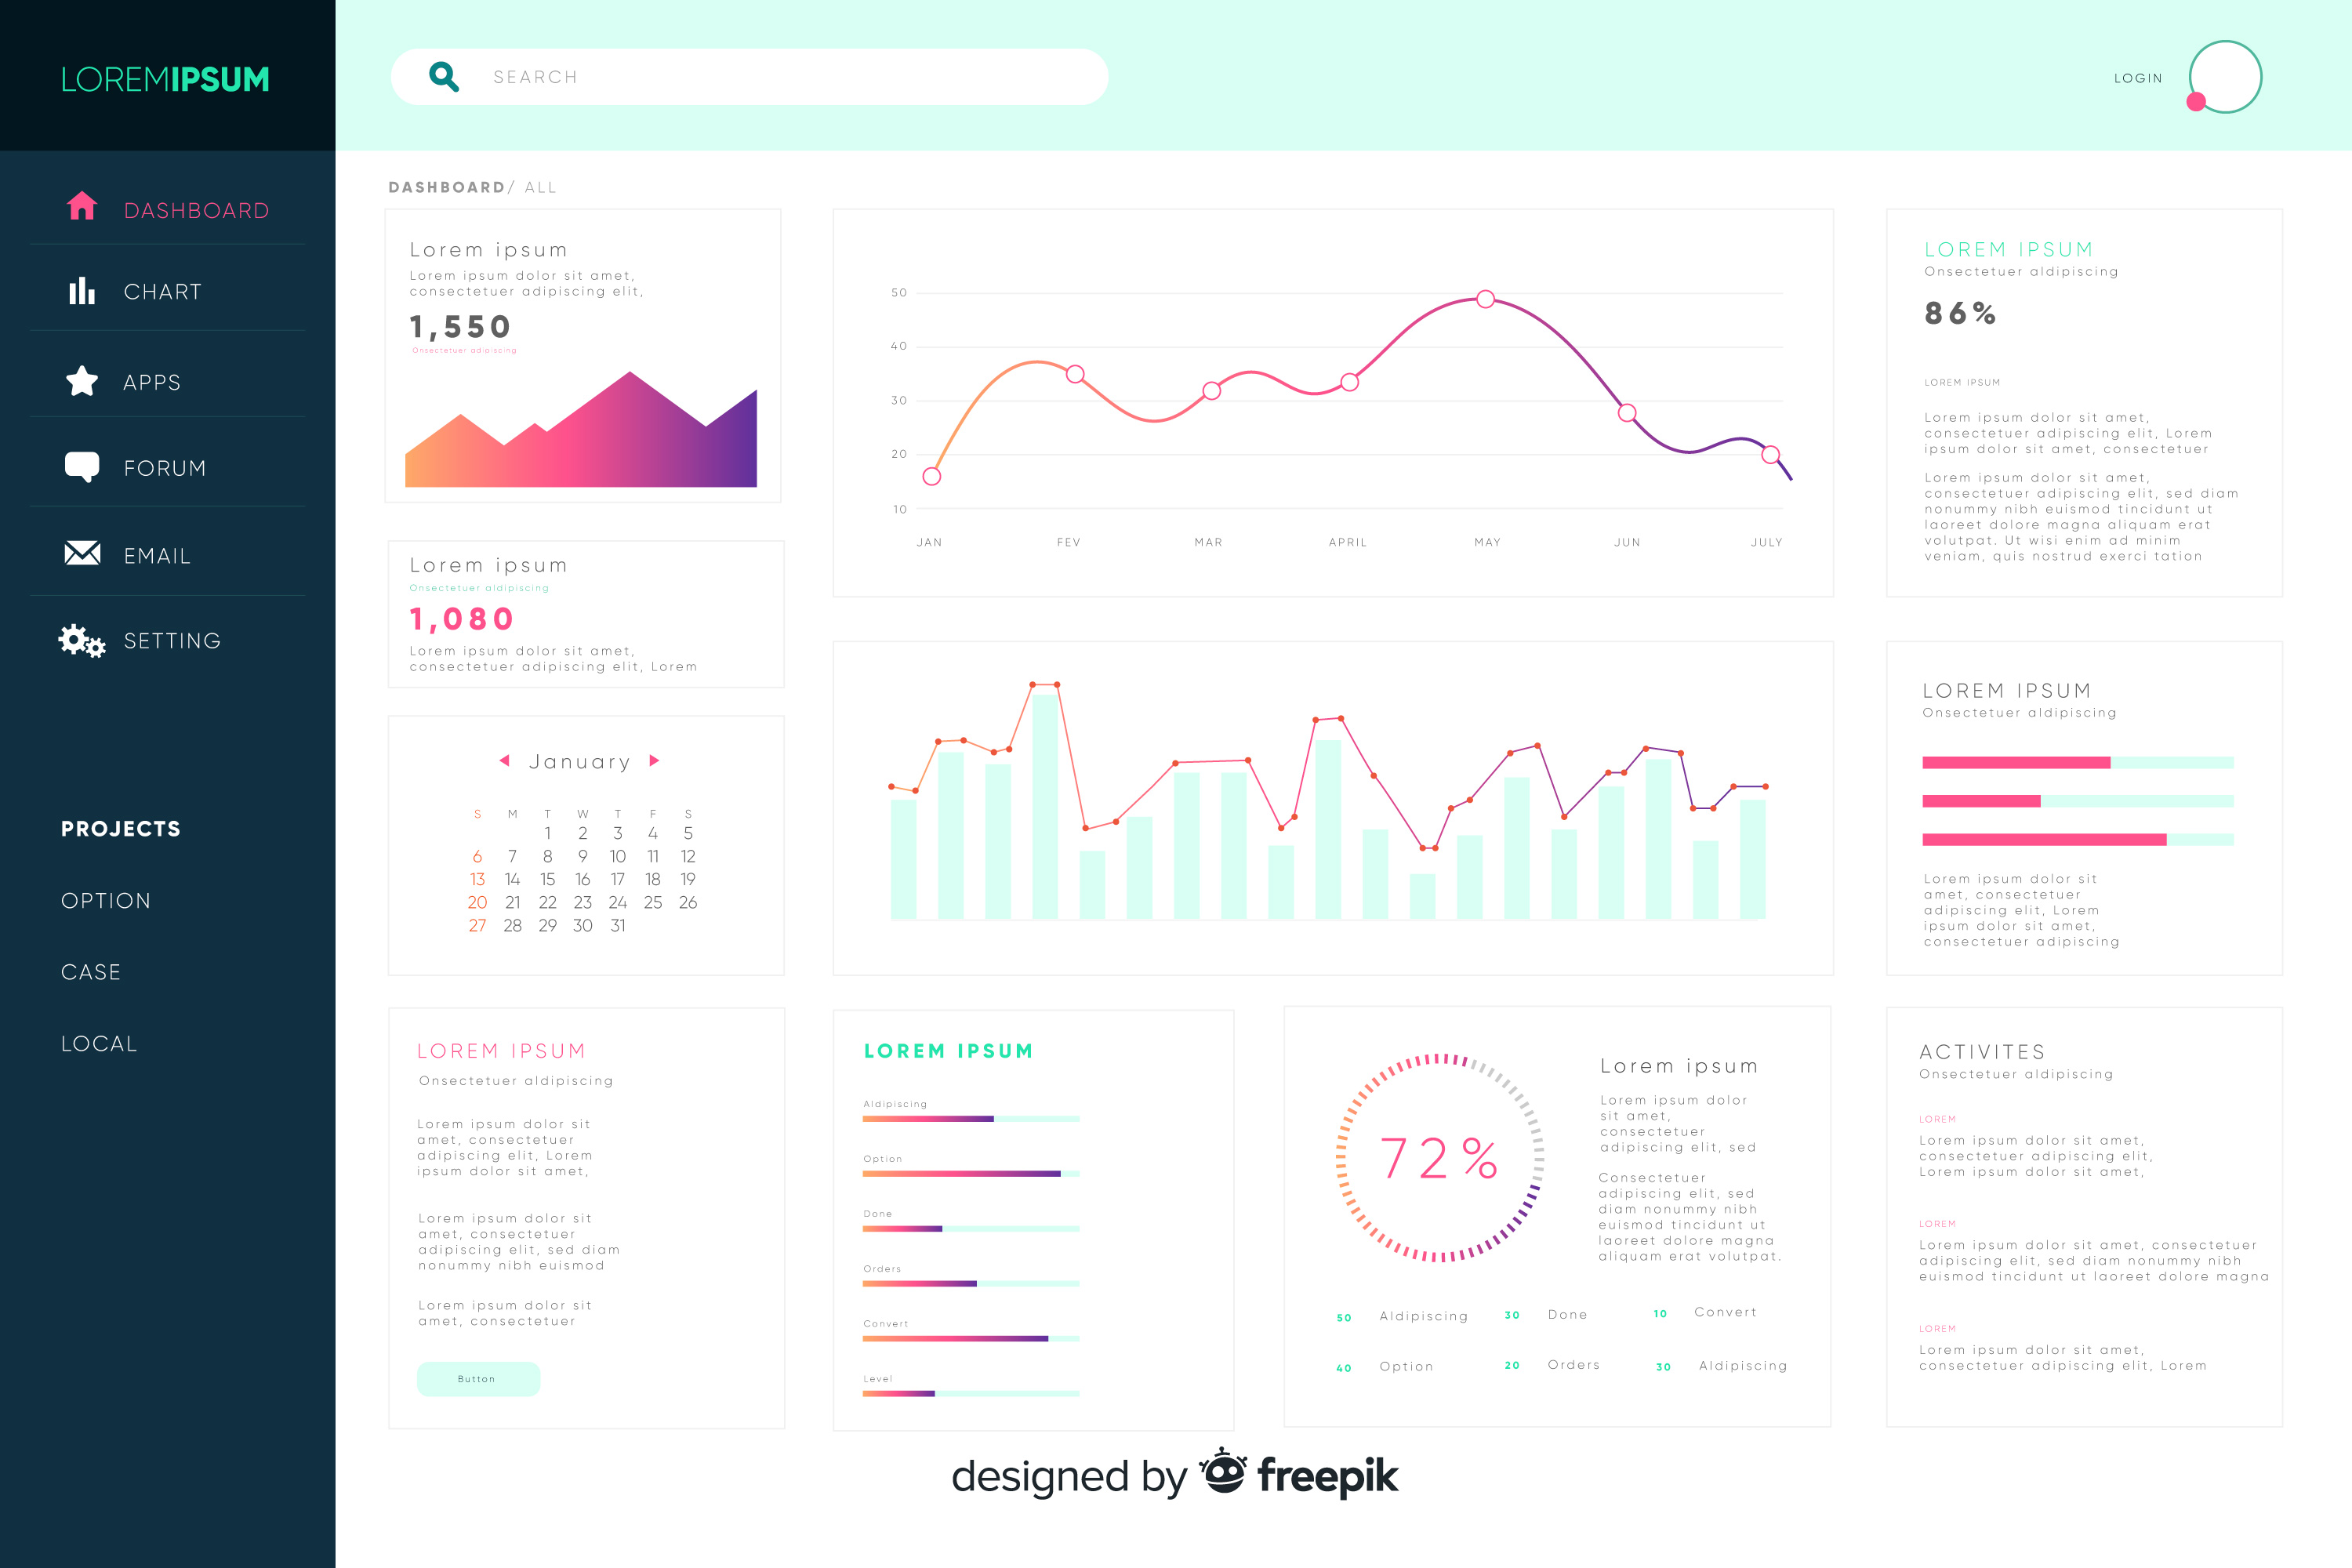 LOREMIPSUM
SEARCH
LOGIN
DASHBOARD
CHART
APPS
FORUM
EMAIL
SETTING
PROJECTS
OPTION
CASE
LOCAL
DASHBOARD/ ALL
Lorem ipsum
Lorem ipsum dolor sit amet,
consectetuer adipiscing elit,
1,550
Onsectetuer adipiscing
Lorem ipsum
Onsectetuer aldipiscing
1,080
Lorem ipsum dolor sit amet,
consectetuer adipiscing elit, Lorem
January
S M T W T F S
1 2 3 4 5
6 7 8 9 10 11 12
13 14 15 16 17 18 19
20 21 22 23 24 25 26
27 28 29 30 31
50
40
30
20
10
JAN FEV MAR APRIL MAY JUN JULY
LOREM IPSUM
Onsectetuer aldipiscing
86%
LOREM IPSUM
Lorem ipsum dolor sit amet,
consectetuer adipiscing elit, Lorem
ipsum dolor sit amet, consectetuer
Lorem ipsum dolor sit amet,
consectetuer adipiscing elit, sed diam
nonummy nibh euismod tincidunt ut
laoreet dolore magna aliquam erat
volutpat. Ut wisi enim ad minim
veniam, quis nostrud exerci tation
LOREM IPSUM
Onsectetuer aldipiscing
Lorem ipsum dolor sit
amet, consectetuer
adipiscing elit, Lorem
ipsum dolor sit amet,
consectetuer adipiscing
LOREM IPSUM
Onsectetuer aldipiscing
Lorem ipsum dolor sit
amet, consectetuer
adipiscing elit, Lorem
ipsum dolor sit amet,
Lorem ipsum dolor sit
amet, consectetuer
adipiscing elit, sed diam
nonummy nibh euismod
Lorem ipsum dolor sit
amet, consectetuer
Button
LOREM IPSUM
Aldipiscing
Option
Done
Orders
Convert
Level
72%
Lorem ipsum
Lorem ipsum dolor
sit amet,
consectetuer
adipiscing elit, sed
Consectetuer
adipiscing elit, sed
diam nonummy nibh
euismod tincidunt ut
laoreet dolore magna
aliquam erat volutpat.
50 Aldipiscing 30 Done 10 Convert
40 Option 20 Orders 30 Aldipiscing
ACTIVITES
Onsectetuer aldipiscing
LOREM
Lorem ipsum dolor sit amet,
consectetuer adipiscing elit,
Lorem ipsum dolor sit amet,
LOREM
Lorem ipsum dolor sit amet, consectetuer
adipiscing elit, sed diam nonummy nibh
euismod tincidunt ut laoreet dolore magna
LOREM
Lorem ipsum dolor sit amet,
consectetuer adipiscing elit, Lorem
designed by freepik